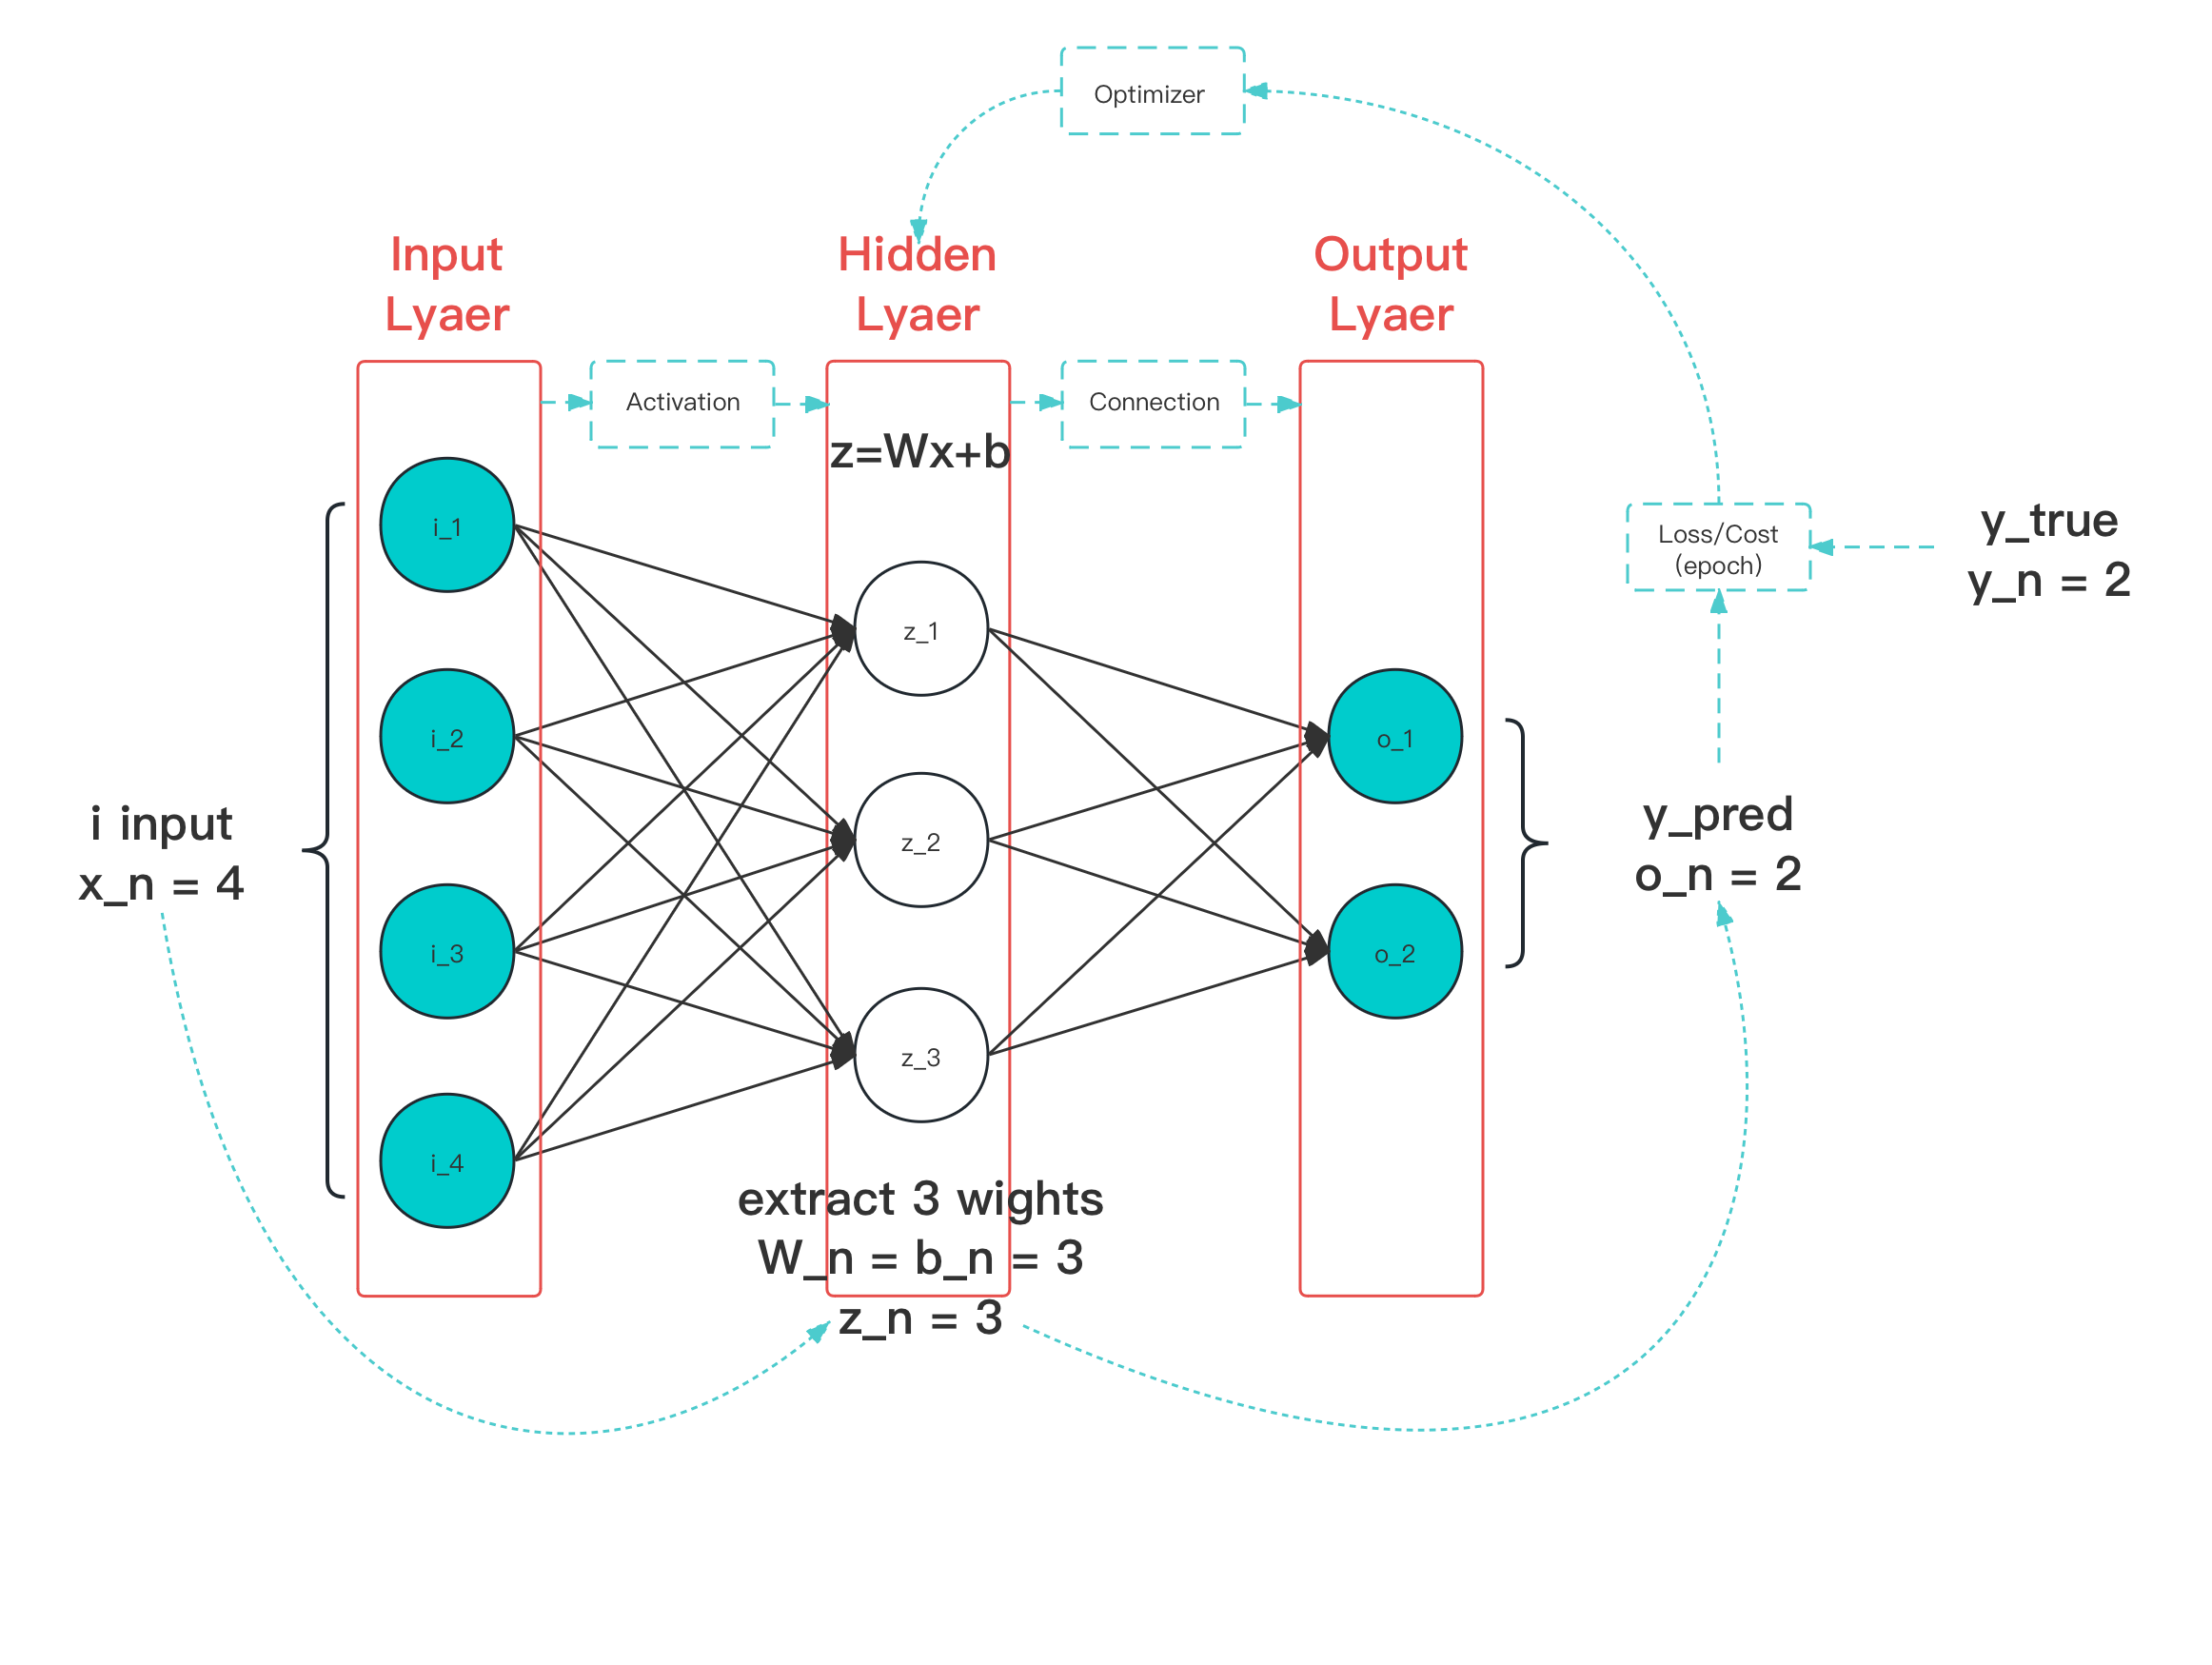 Optimizer
Input
Lyaer
Hidden
Lyaer
Output
Lyaer
Activation
Connection
z=Wx+b
i_1
i_2
i_3
i_4
z_1
z_2
z_3
o_1
o_2
i input
x_n = 4
extract 3 wights
W_n = b_n = 3
z_n = 3
y_pred
o_n = 2
Loss/Cost
(epoch)
y_true
y_n = 2